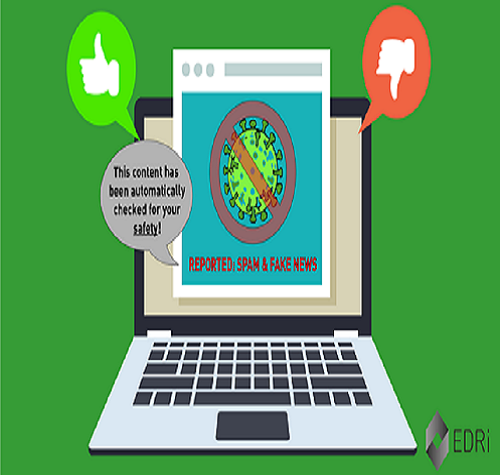 This content has
been automatically
checked for your
safety!
REPORTED: SPAM & FAKE NEWS
EDRi